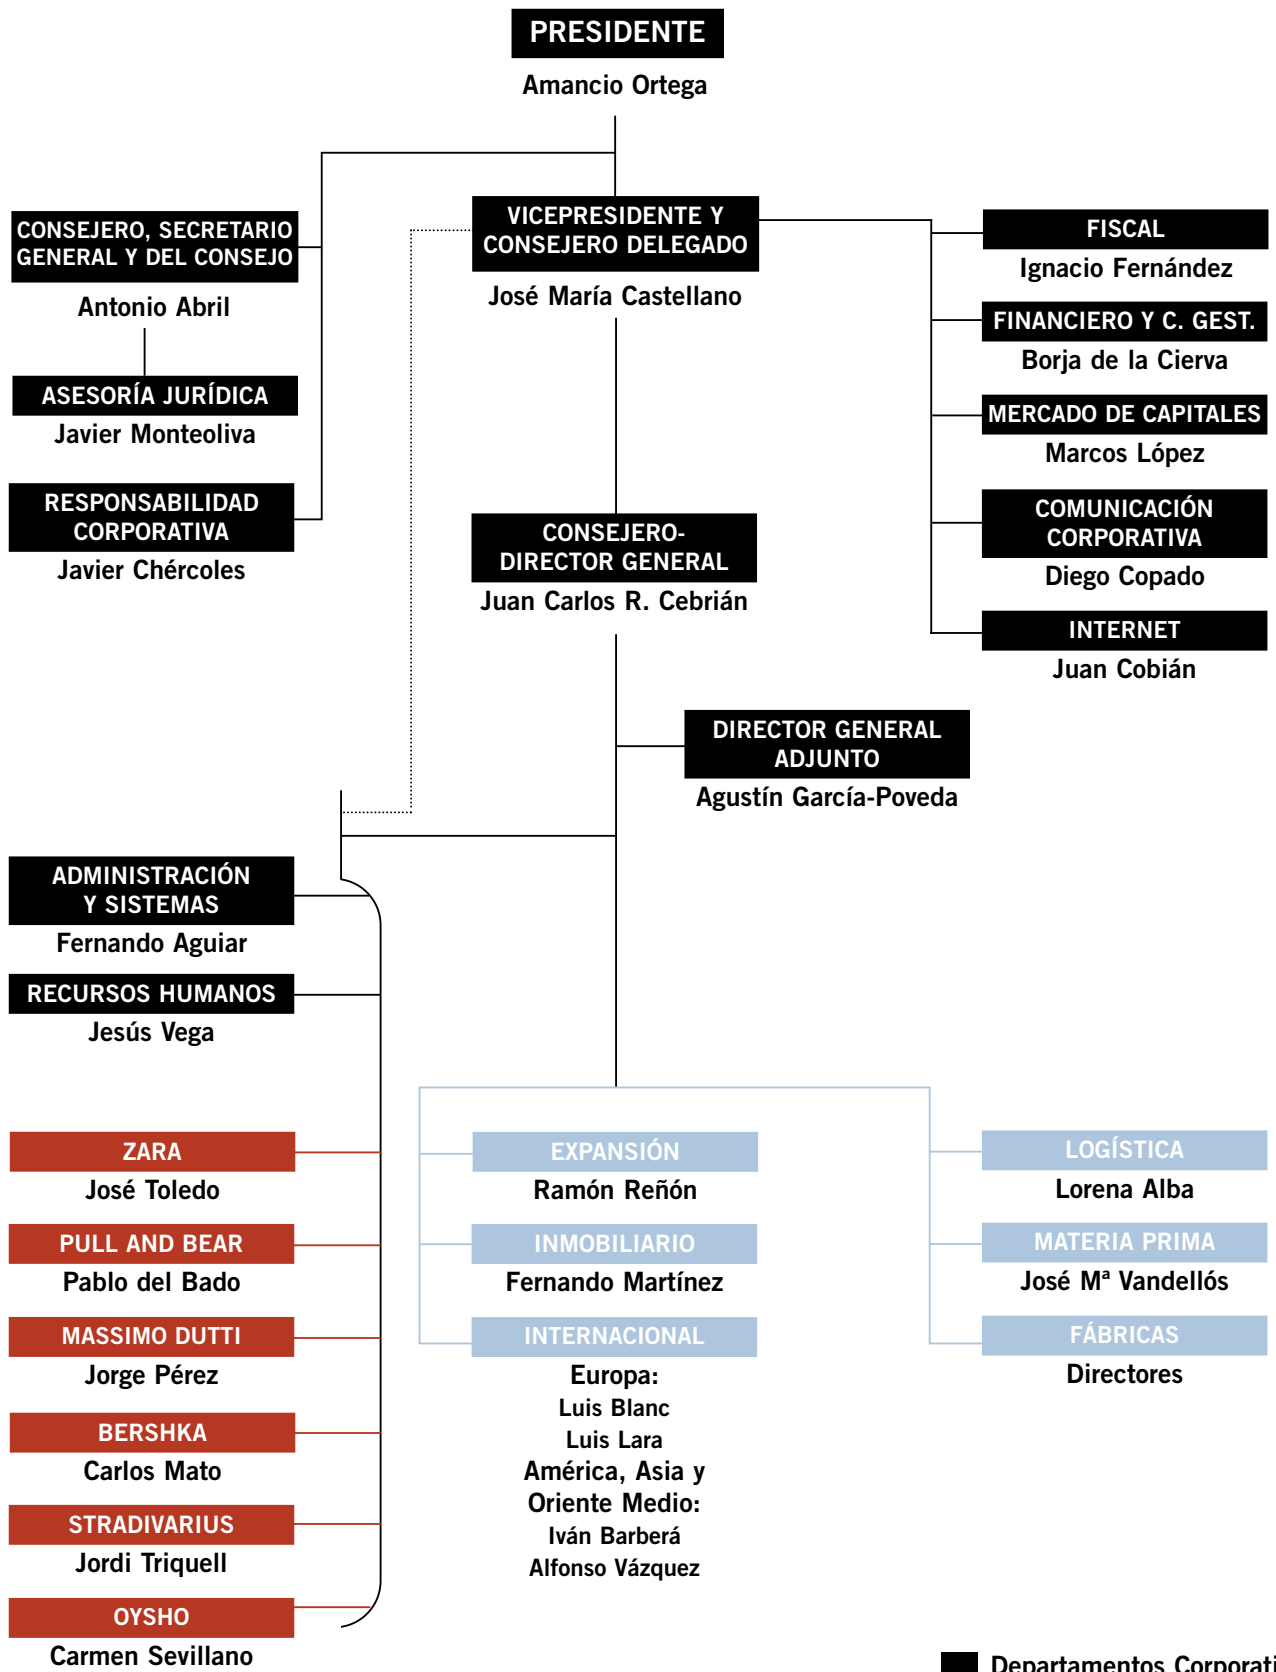 PRESIDENTE
Amancio Ortega
CONSEJERO, SECRETARIO
GENERAL Y DEL CONSEJO
Antonio Abril
ASESORÍA JURÍDICA
Javier Monteoliva
RESPONSABILIDAD
CORPORATIVA
Javier Chércoles
VICEPRESIDENTE Y
CONSEJERO DELEGADO
José María Castellano
FISCAL
Ignacio Fernández
FINANCIERO Y C. GEST.
Borja de la Cierva
MERCADO DE CAPITALES
Marcos López
COMUNICACIÓN
CORPORATIVA
Diego Copado
INTERNET
Juan Cobián
CONSEJERO-
DIRECTOR GENERAL
Juan Carlos R. Cebrián
DIRECTOR GENERAL
ADJUNTO
Agustín García-Poveda
ADMINISTRACIÓN
Y SISTEMAS
Fernando Aguiar
RECURSOS HUMANOS
Jesús Vega
ZARA
José Toledo
PULL AND BEAR
Pablo del Bado
MASSIMO DUTTI
Jorge Pérez
BERSHKA
Carlos Mato
STRADIVARIUS
Jordi Triquell
OYSHO
Carmen Sevillano
EXPANSIÓN
Ramón Reñón
INMOBILIARIO
Fernando Martínez
INTERNACIONAL
Europa:
Luis Blanc
Luis Lara
América, Asia y
Oriente Medio:
Iván Barberá
Alfonso Vázquez
LOGÍSTICA
Lorena Alba
MATERIA PRIMA
José Mª Vandellós
FÁBRICAS
Directores
Departamentos Corporati